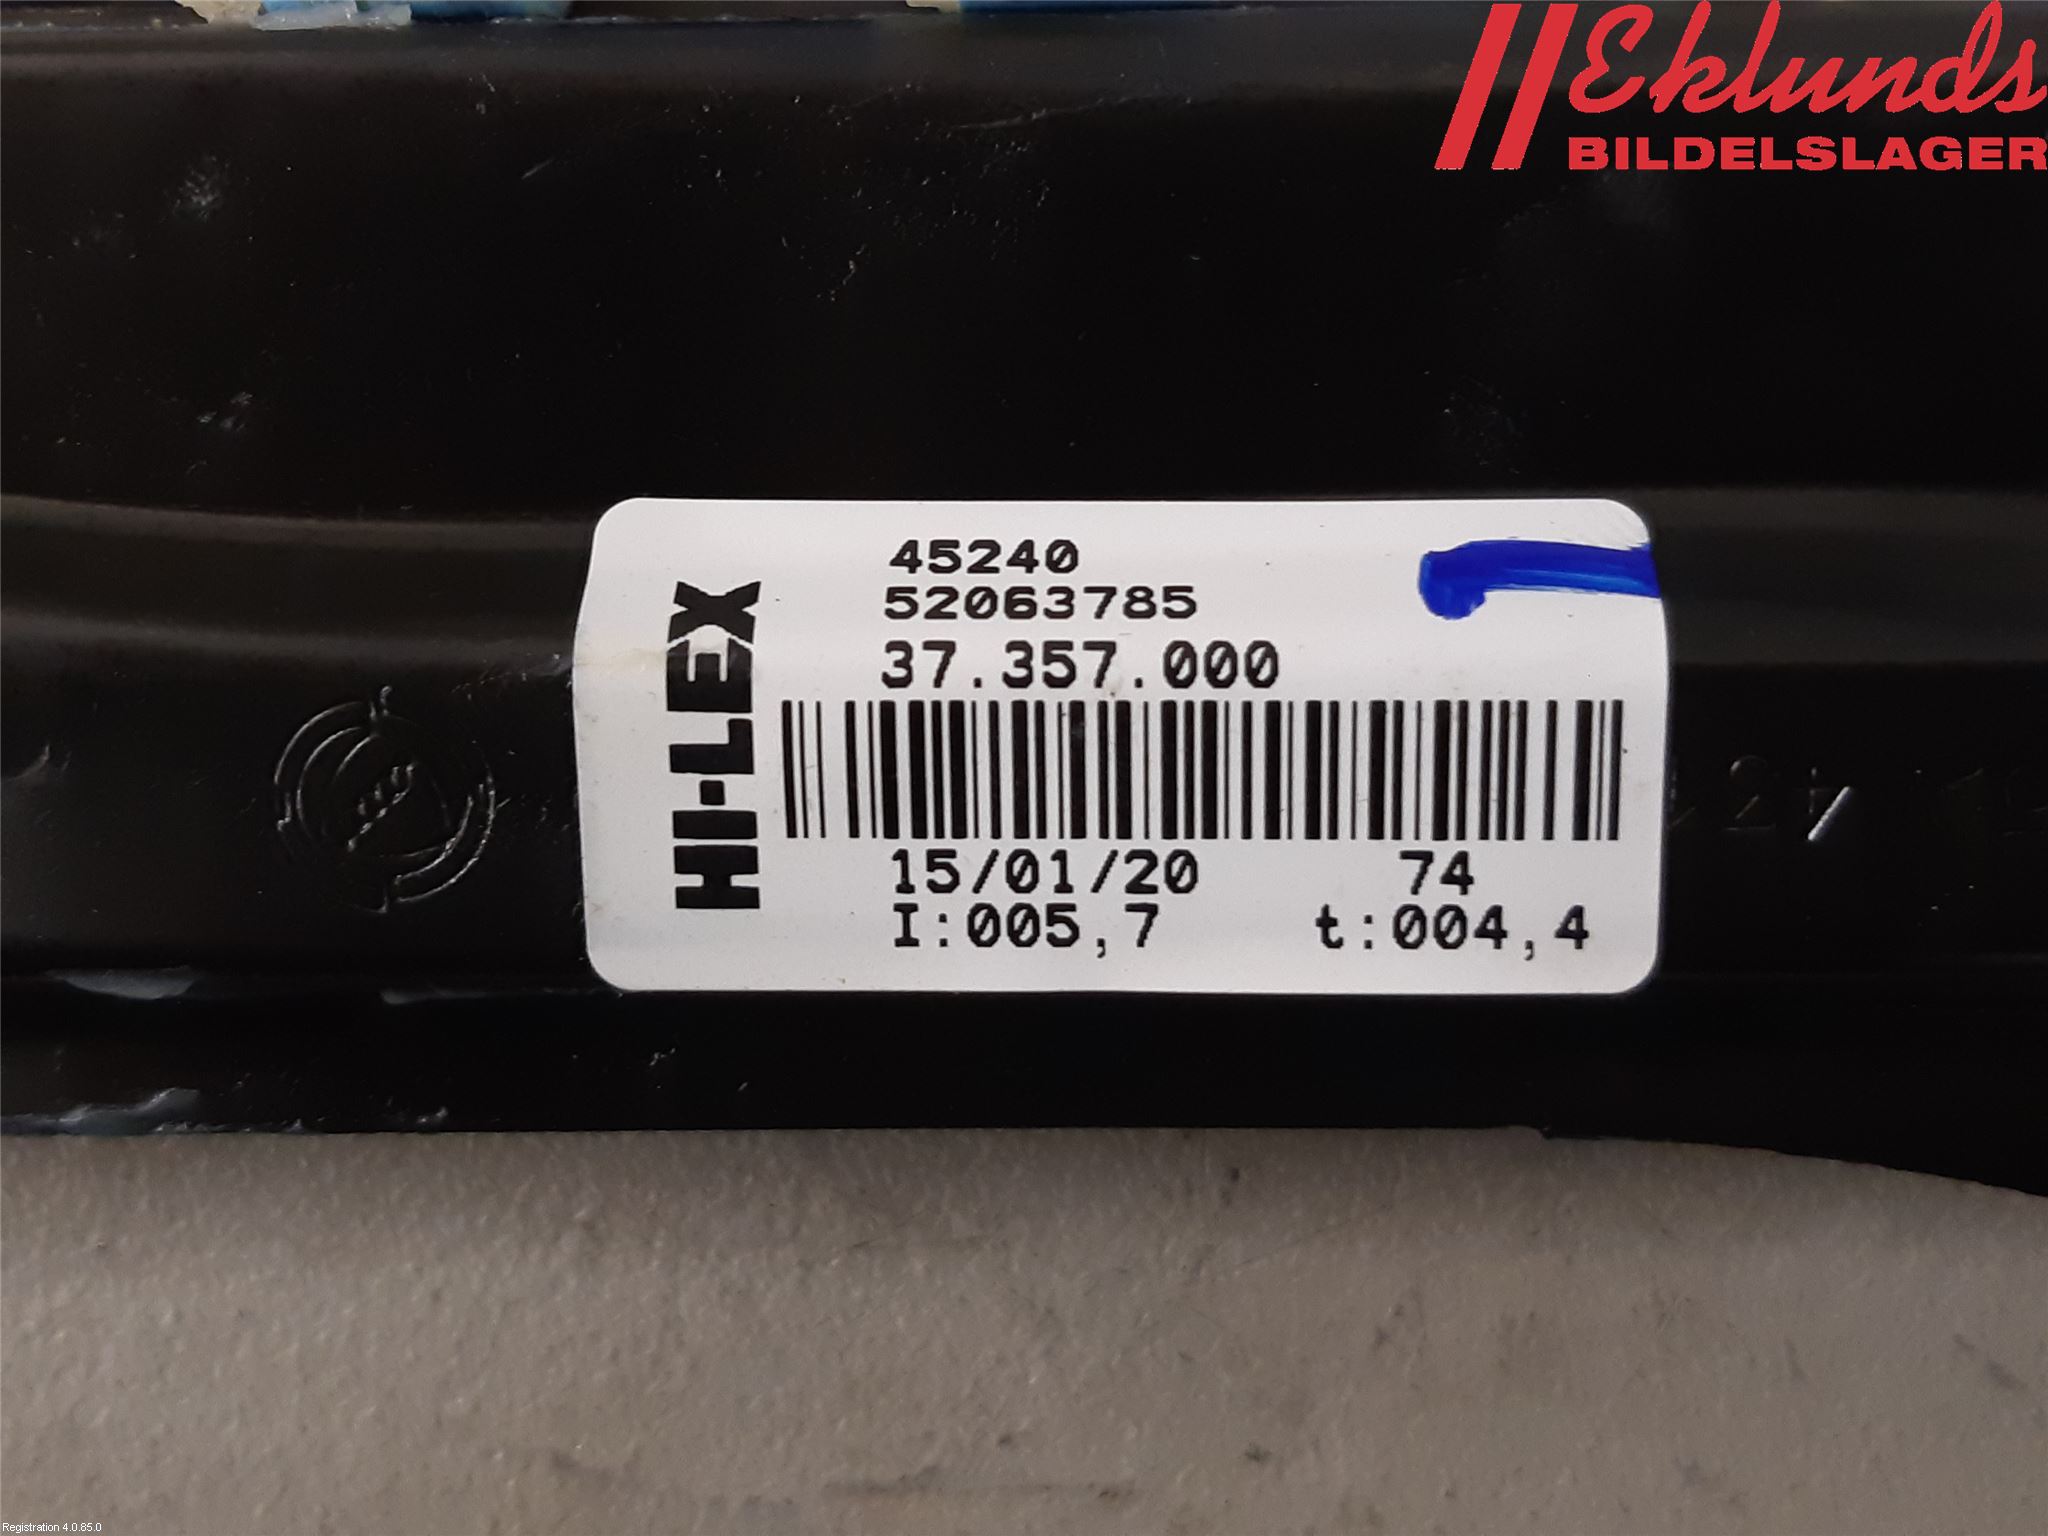 Eklunds
BILDELSLAGER
HI-LEX
45240
52063785
37.357.000
15/01/20 74
I:005,7 t:004,4
Registration 4.0.85.0